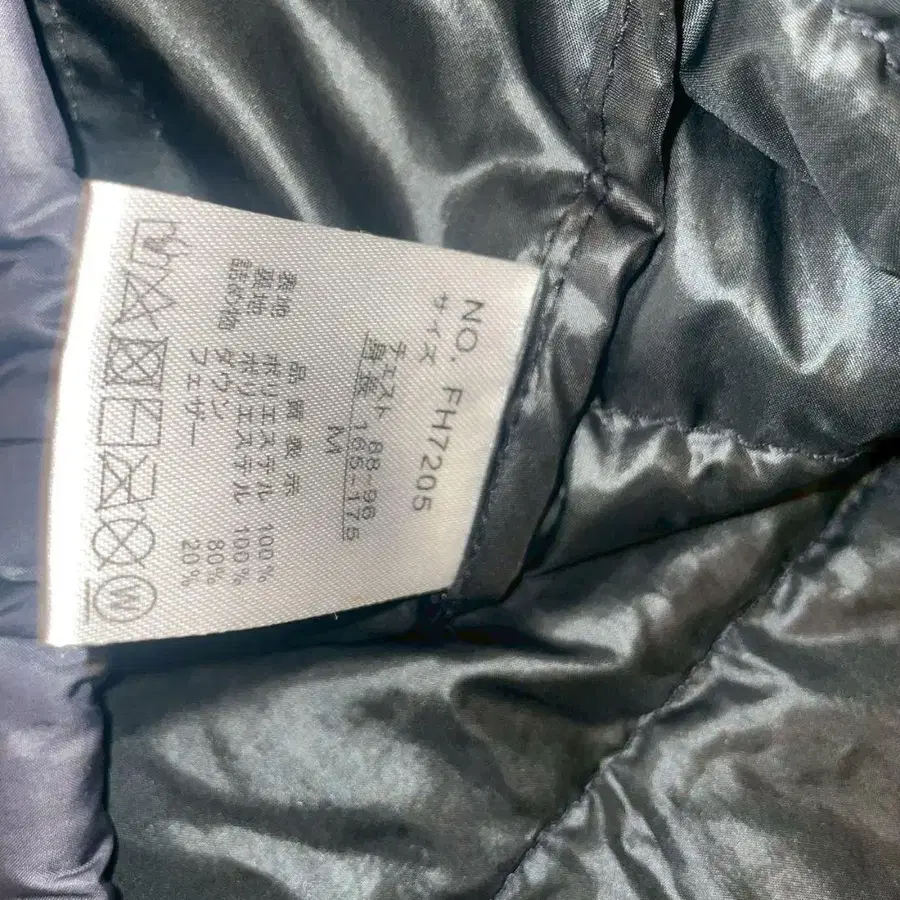 NO. FH7205
サイズ
チェスト 88-96
身長 165-175
M
品質表示
表地 ポリエステル 100%
裏地 ポリエステル 100%
詰め物 ダウン 80%
フェザー 20%
W